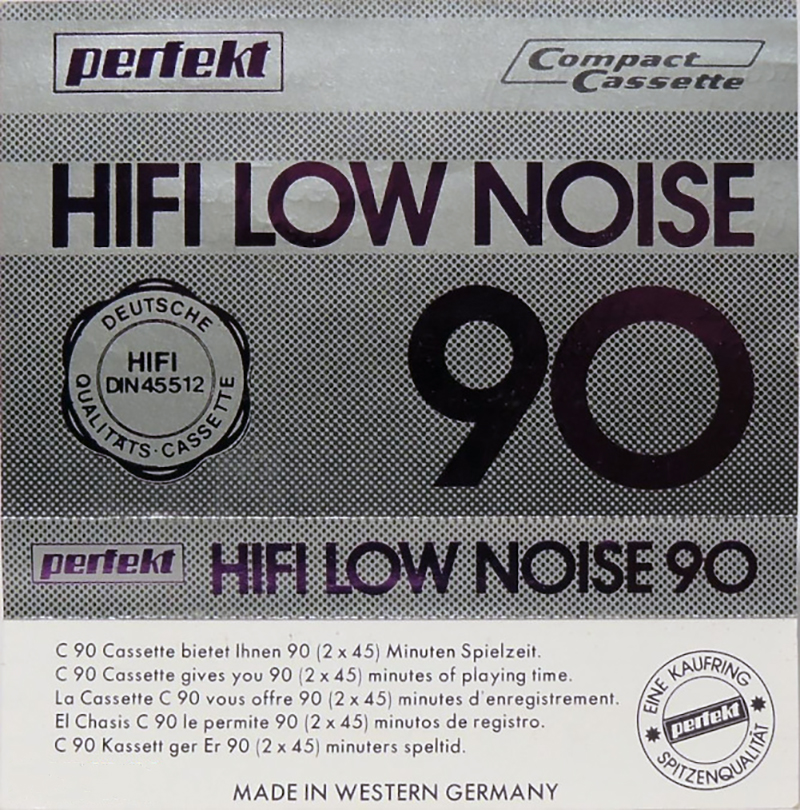 perfekt
Compact
Cassette
HIFI LOW NOISE
90
DEUTSCHE
HIFI
DIN 45512
QUALITÄTS·CASSETTE
perfekt HIFI LOW NOISE 90
C 90 Cassette bietet Ihnen 90 (2 x 45) Minuten Spielzeit.
C 90 Cassette gives you 90 (2 x 45) minutes of playing time.
La Cassette C 90 vous offre 90 (2 x 45) minutes d'enregistrement.
El Chasis C 90 le permite 90 (2 x 45) minutos de registro.
C 90 Kassett ger Er 90 (2 x 45) minuters speltid.
EINE KAUFRING
perfekt
SPITZENQUALITÄT
MADE IN WESTERN GERMANY